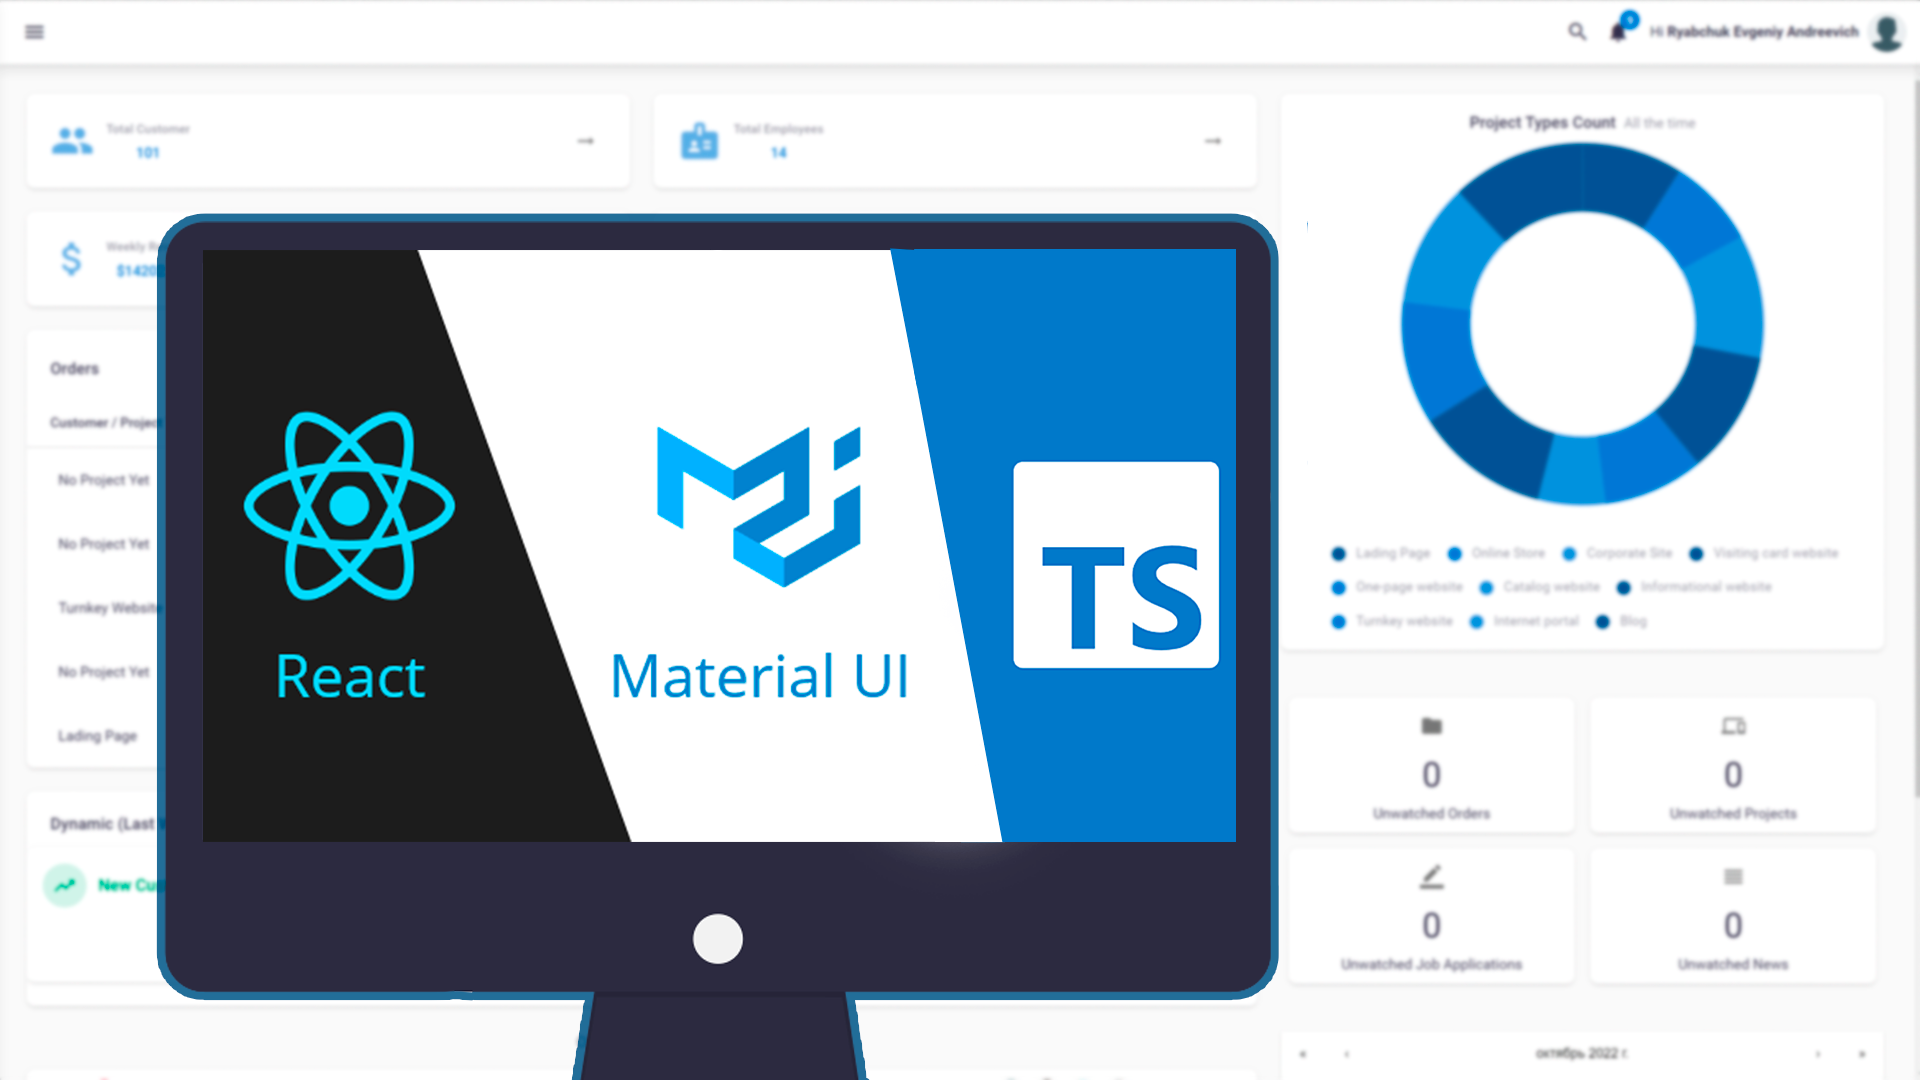 Hi Ryabchuk Evgeniy Andreevich
Total Customer
101
Total Employees
14
Project Types Count All the time
$1420
Orders
Customer / Project
No Project Yet
No Project Yet
Turnkey Website
No Project Yet
Lading Page
Dynamic (Last
New
React
Material UI
TS
Lading Page Online Store Corporate Site Visiting card website
One-page website Catalog website Informational website
Turnkey website Internet portal Blog
0
Unwatched Orders
0
Unwatched Projects
0
Unwatched Job Applications
0
Unwatched News
« ‹ октябрь 2022 г. › »